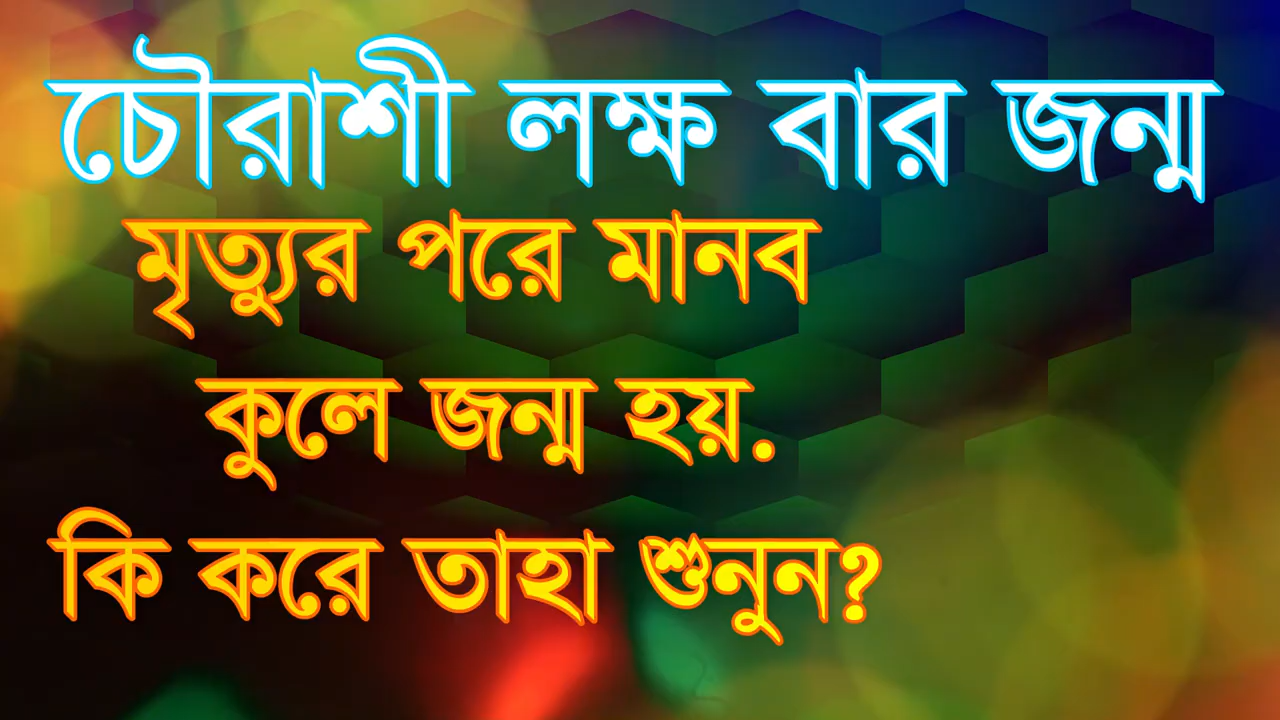 চৌরাশী লক্ষ বার জন্ম
মৃত্যুর পরে মানব
কুলে জন্ম হয়.
কি করে তাহা শুনুন?